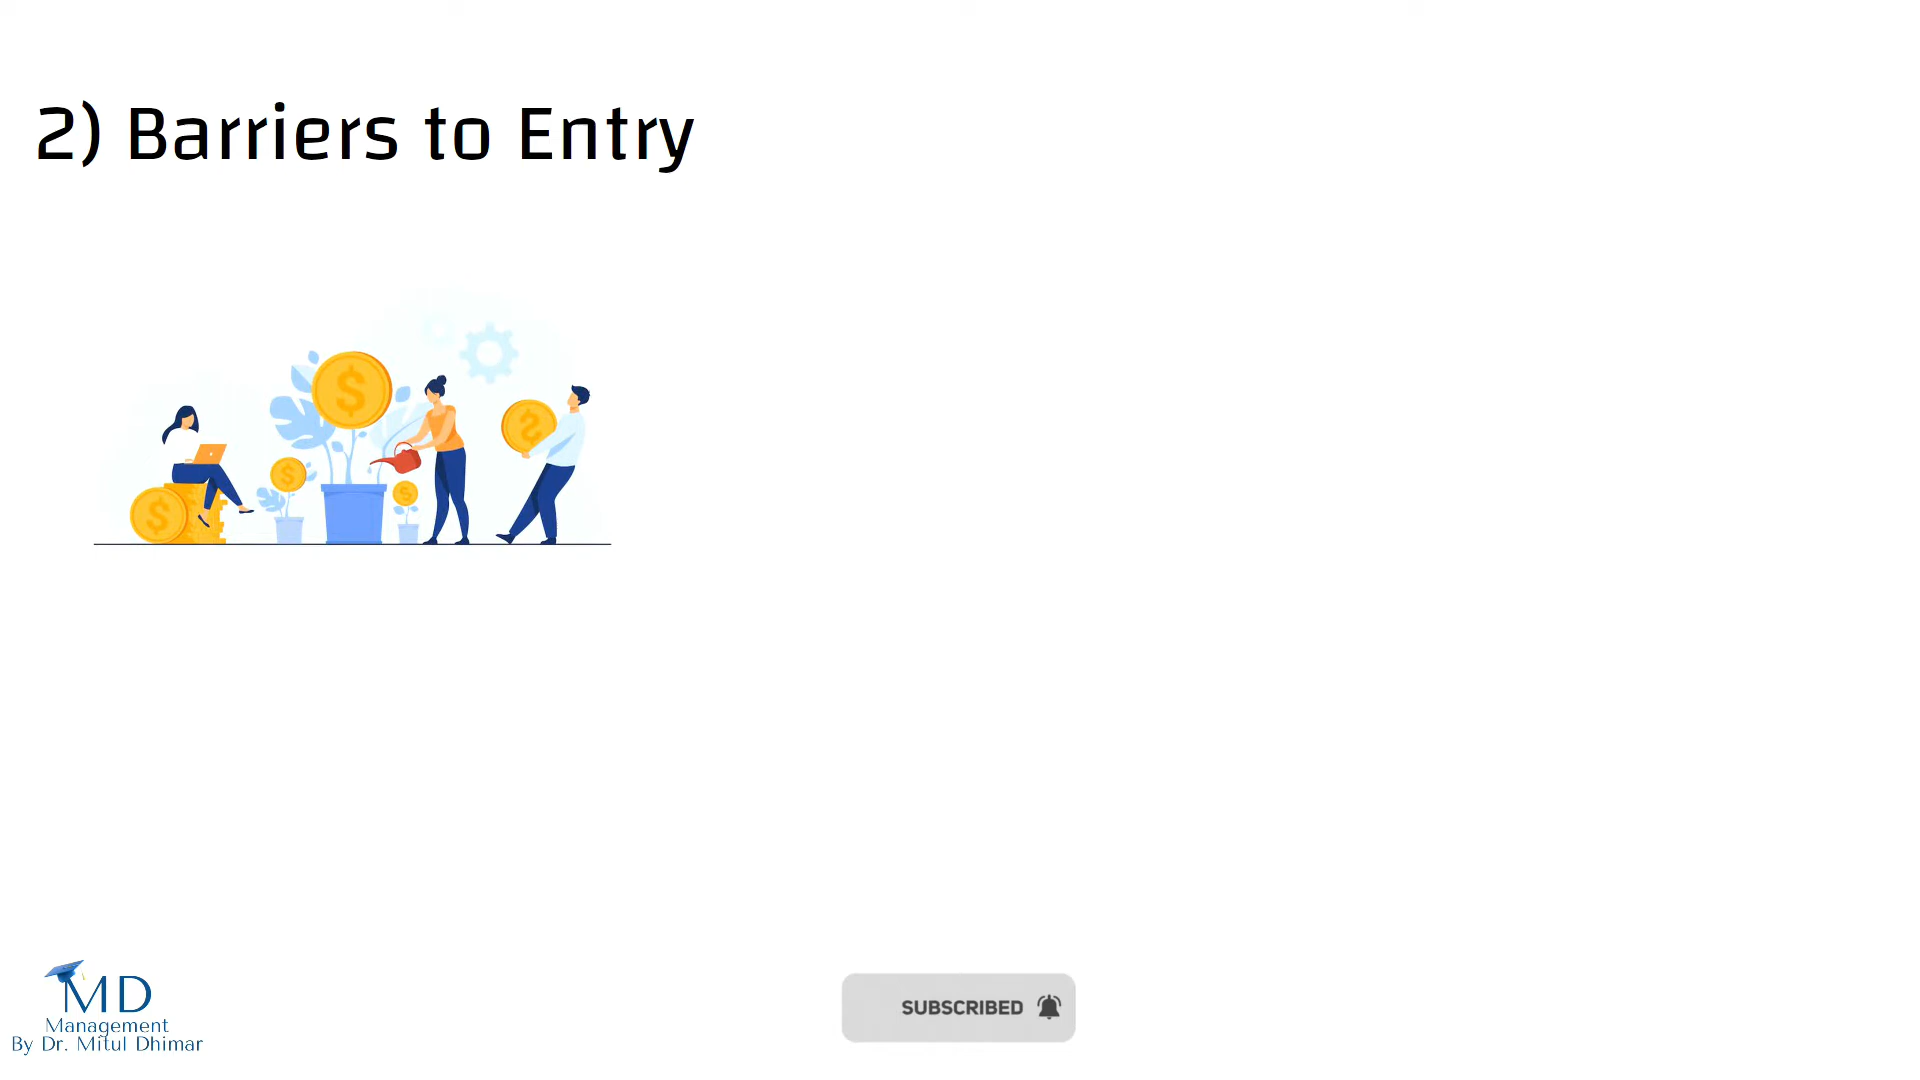 2) Barriers to Entry
$
$
$
$
$
$
MD
Management
By Dr. Mitul Dhimar
SUBSCRIBED